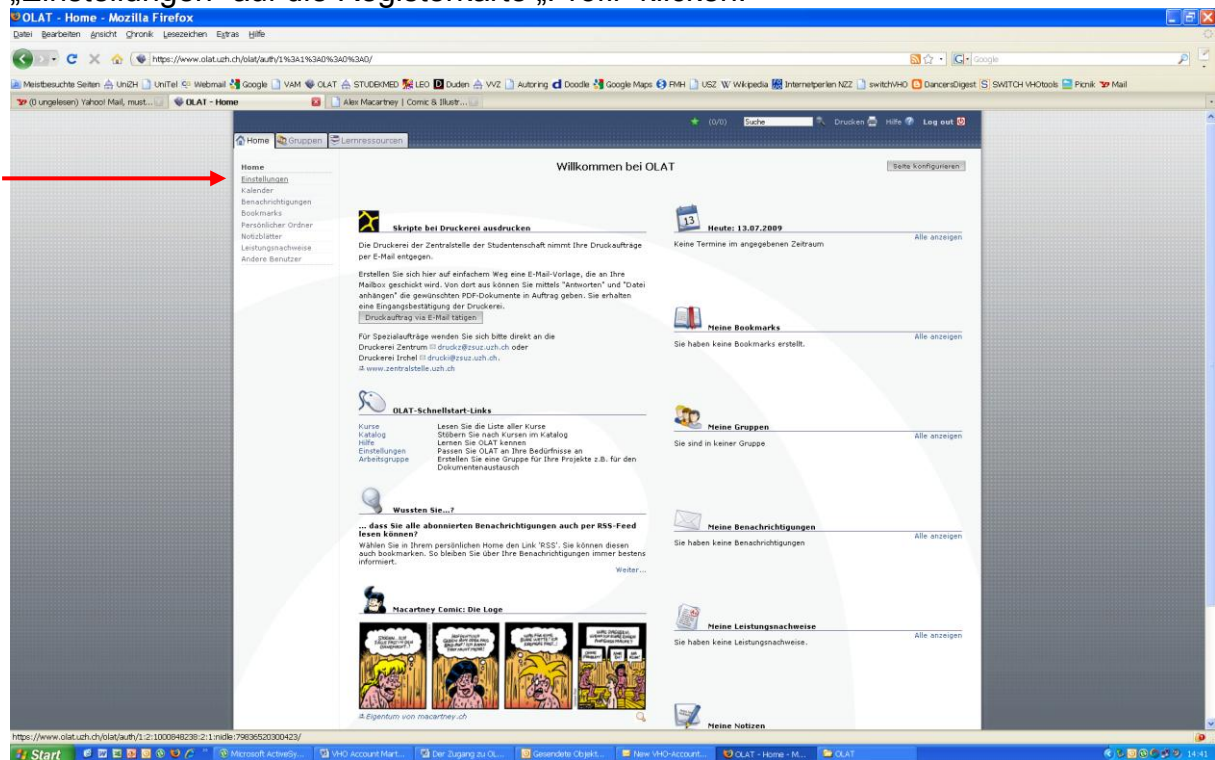 „Einstellungen“ auf die Registerkarte „Profil“ klicken.
OLAT - Home - Mozilla Firefox
Datei Bearbeiten Ansicht Chronik Lesezeichen Extras Hilfe
https://www.olat.uzh.ch/olat/auth/1%3A1%3A0%3A0%3A0/
Google
Meistbesuchte Seiten UniZH UniTel Webmail Google VAM OLAT STUDEKMED LEO Duden VVZ Autoring Doodle Google Maps FMH USZ Wikipedia Internetperlen NZZ switchVHO DancersDigest SWITCH VHOtools Picnik Mail
(0 ungelesen) Yahoo! Mail, must... OLAT - Home Alex Macartney | Comic & Illustr...
(0/0) Suche Drucken Hilfe Log out
Home Gruppen Lernressourcen
Willkommen bei OLAT
Seite konfigurieren
Home
Einstellungen
Kalender
Benachrichtigungen
Bookmarks
Persönlicher Ordner
Notizblätter
Leistungsnachweise
Andere Benutzer
Skripte bei Druckerei ausdrucken
Die Druckerei der Zentralstelle der Studentenschaft nimmt Ihre Druckaufträge
per E-Mail entgegen.
Erstellen Sie sich hier auf einfachem Weg eine E-Mail-Vorlage, die an Ihre
Mailbox geschickt wird. Von dort aus können Sie mittels "Antworten" und "Datei
anhängen" die gewünschten PDF-Dokumente in Auftrag geben. Sie erhalten
eine Eingangsbestätigung der Druckerei.
Druckauftrag via E-Mail tätigen
Für Spezialaufträge wenden Sie sich bitte direkt an die
Druckerei Zentrum druckz@zsuz.uzh.ch oder
Druckerei Irchel drucki@zsuz.uzh.ch.
www.zentralstelle.uzh.ch
OLAT-Schnellstart-Links
Kurse Lesen Sie die Liste aller Kurse
Katalog Stöbern Sie nach Kursen im Katalog
Hilfe Lernen Sie OLAT kennen
Einstellungen Passen Sie OLAT an Ihre Bedürfnisse an
Arbeitsgruppe Erstellen Sie eine Gruppe für Ihre Projekte z.B. für den
Dokumentenaustausch
Wussten Sie...?
... dass Sie alle abonnierten Benachrichtigungen auch per RSS-Feed
lesen können?
Wählen Sie in Ihrem persönlichen Home den Link 'RSS'. Sie können diesen
auch bookmarken. So bleiben Sie über Ihre Benachrichtigungen immer bestens
informiert.
Weiter...
Macartney Comic: Die Loge
Eigentum von macartney.ch
13
Heute: 13.07.2009
Alle anzeigen
Keine Termine im angegebenen Zeitraum
Meine Bookmarks
Alle anzeigen
Sie haben keine Bookmarks erstellt.
Meine Gruppen
Alle anzeigen
Sie sind in keiner Gruppe
Meine Benachrichtigungen
Alle anzeigen
Sie haben keine Benachrichtigungen
Meine Leistungsnachweise
Alle anzeigen
Sie haben keine Leistungsnachweise.
Meine Notizen
https://www.olat.uzh.ch/olat/auth/1:2:1000848238:2:1:nidle:79836520300423/
Start Microsoft ActiveSy... VHO Account Mart... Der Zugang zu OL... Gesendete Objekt... New VHO-Account... OLAT - Home - M... OLAT 14:41